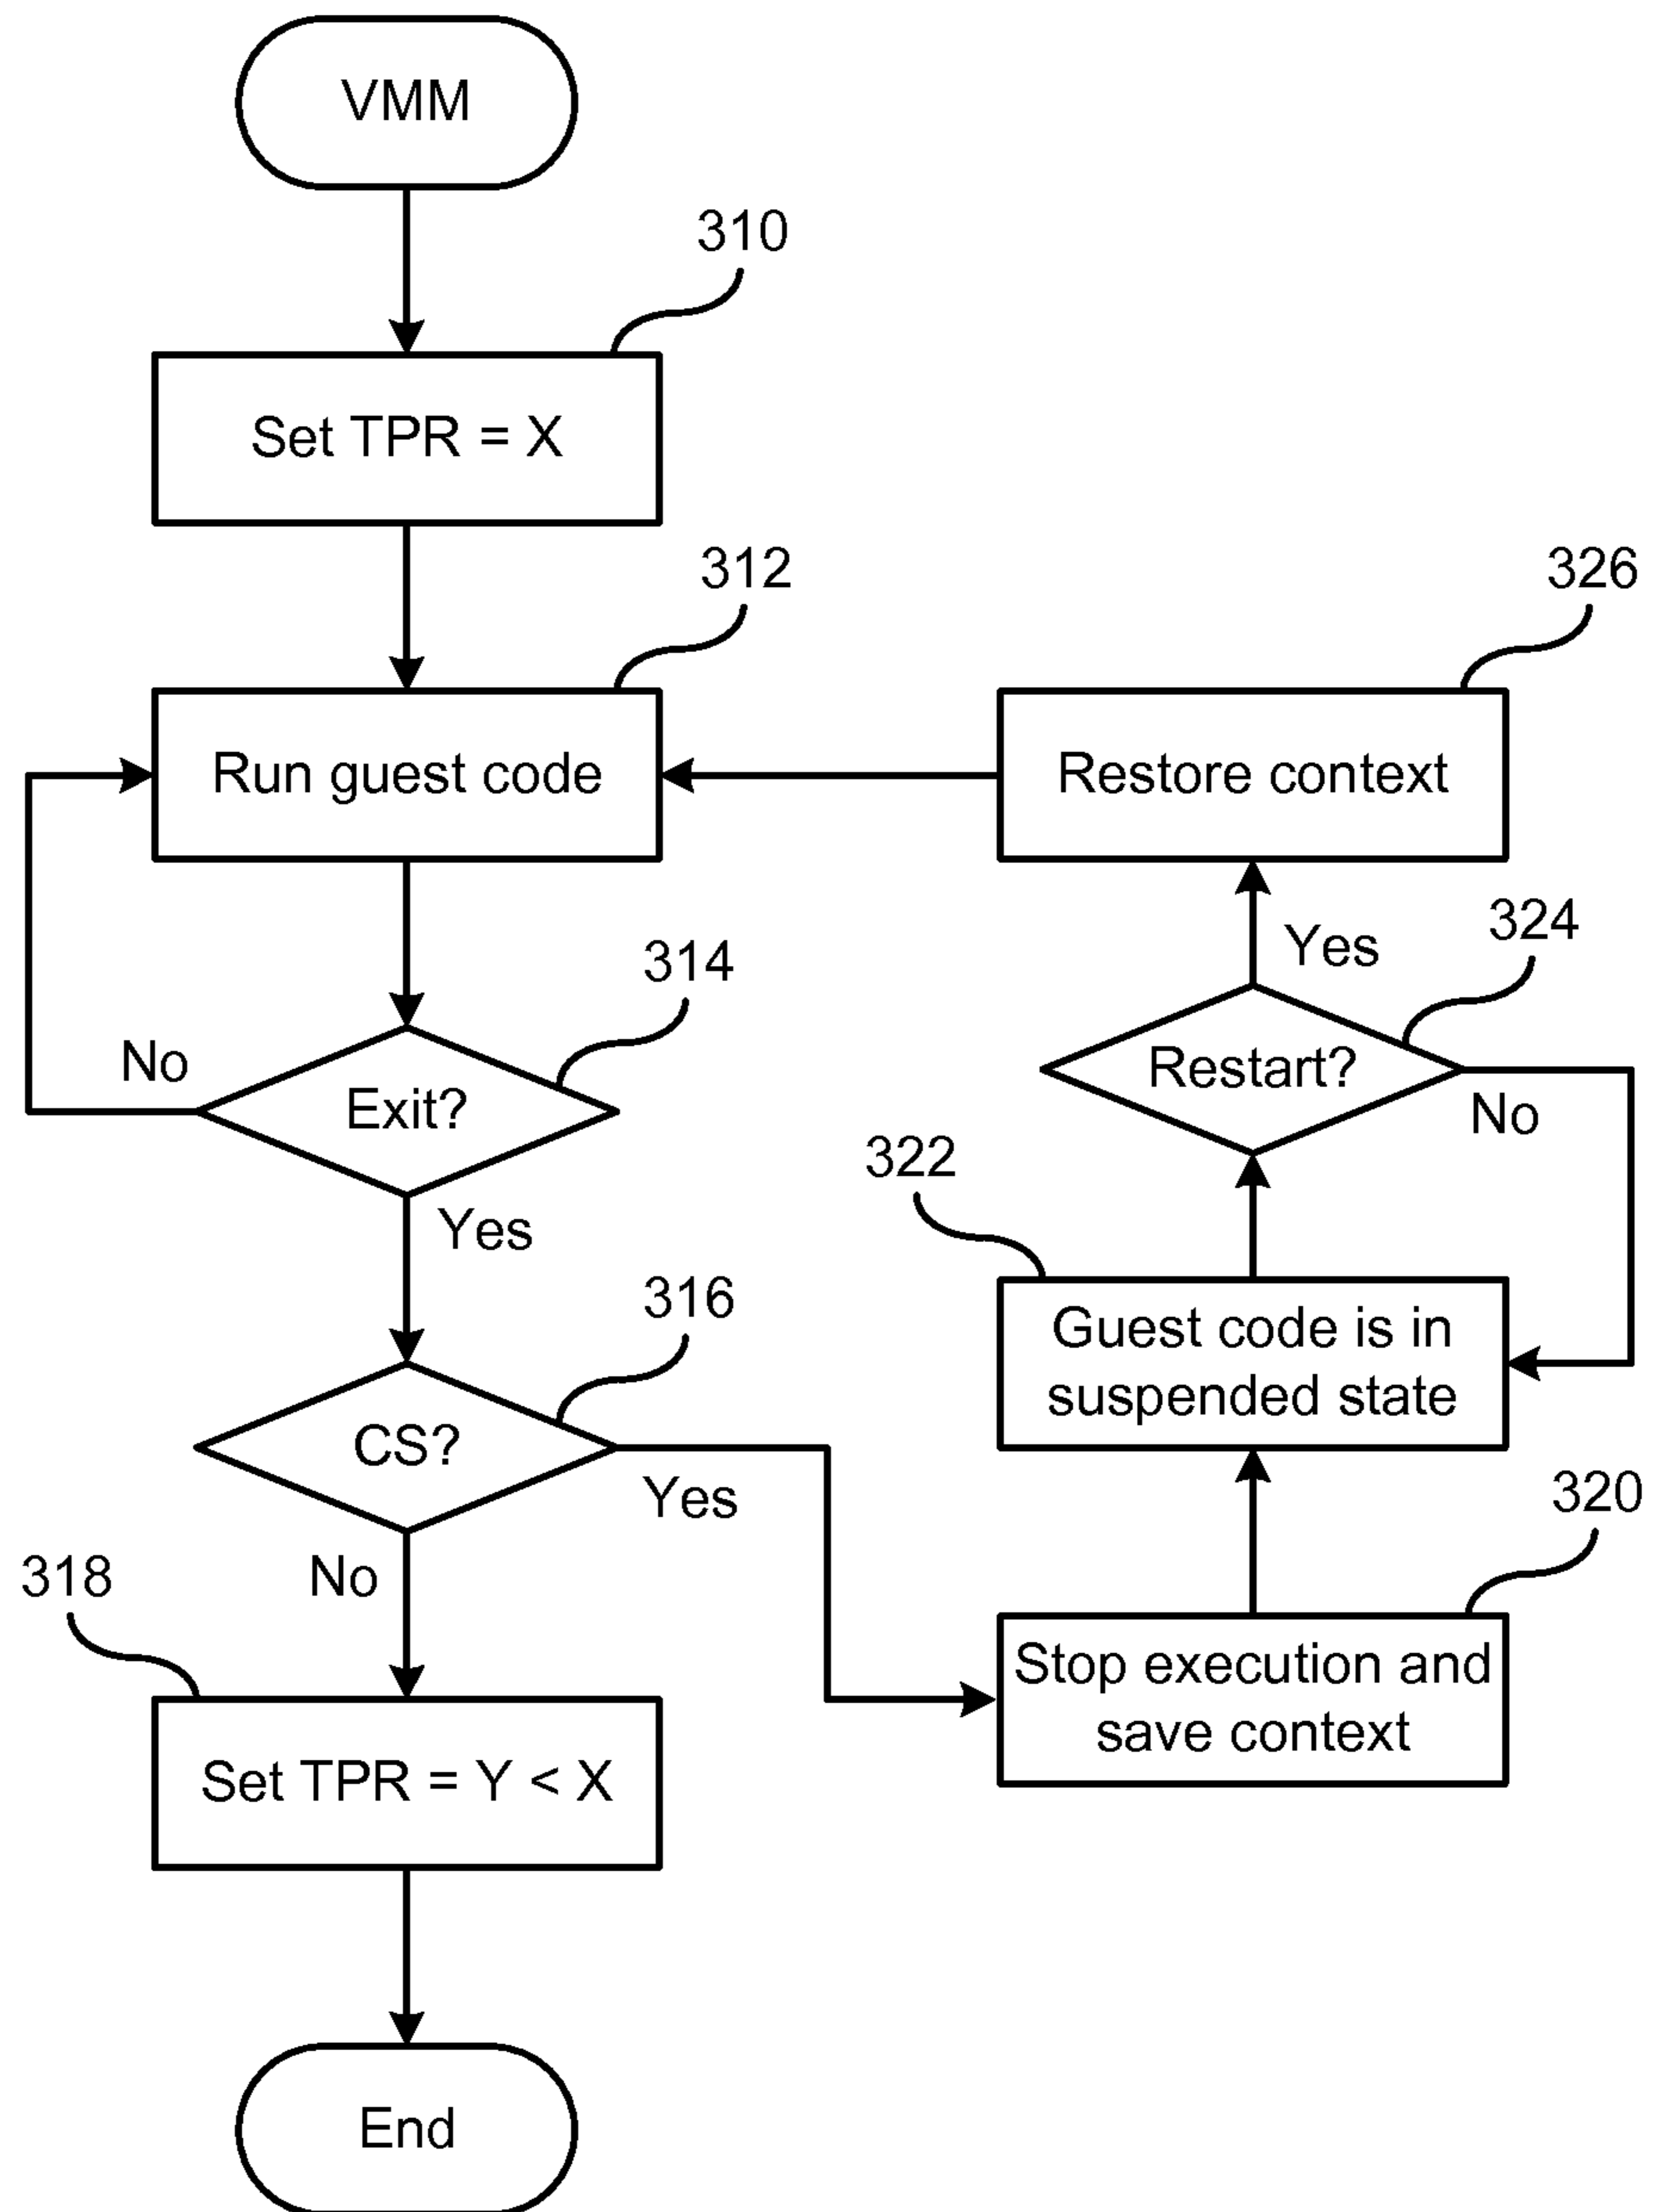 VMM
310
Set TPR = X
312
Run guest code
326
Restore context
314
No
Exit?
Yes
324
Yes
Restart?
No
322
Guest code is in
suspended state
316
CS?
Yes
No
320
Stop execution and
save context
318
Set TPR = Y < X
End